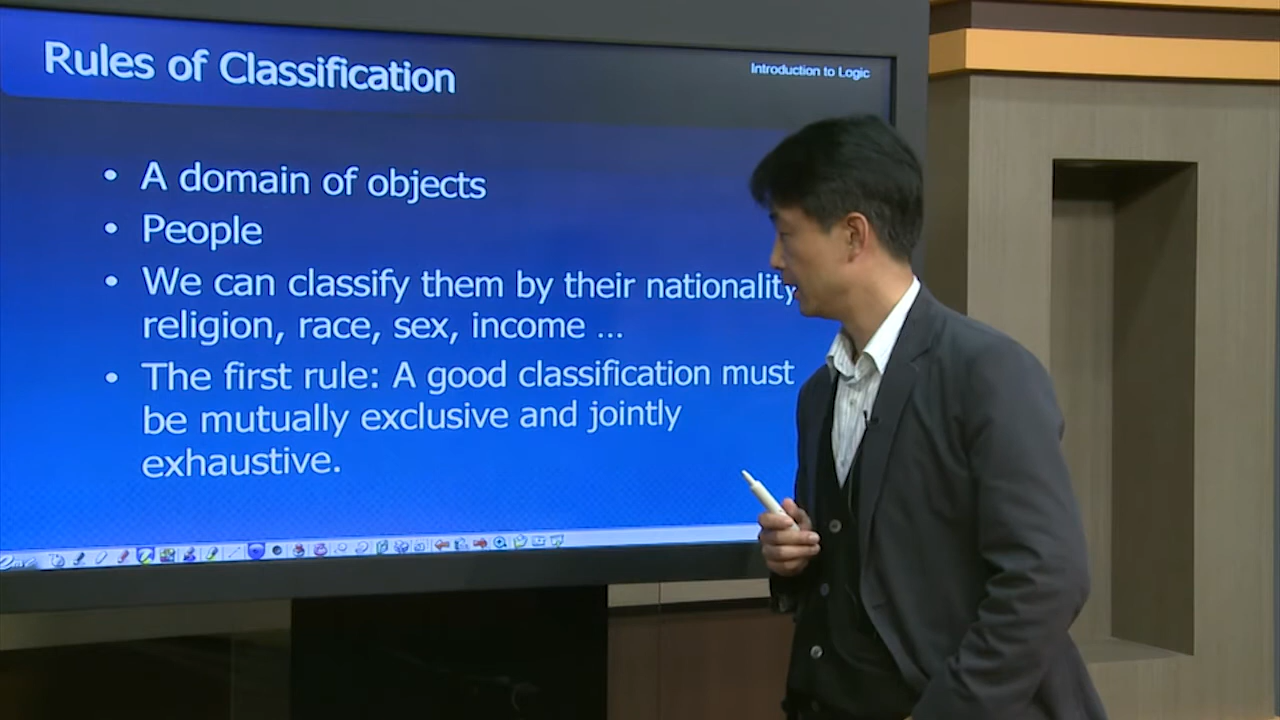 Rules of Classification
Introduction to Logic
• A domain of objects
• People
• We can classify them by their nationality
religion, race, sex, income ...
• The first rule: A good classification must
be mutually exclusive and jointly
exhaustive.